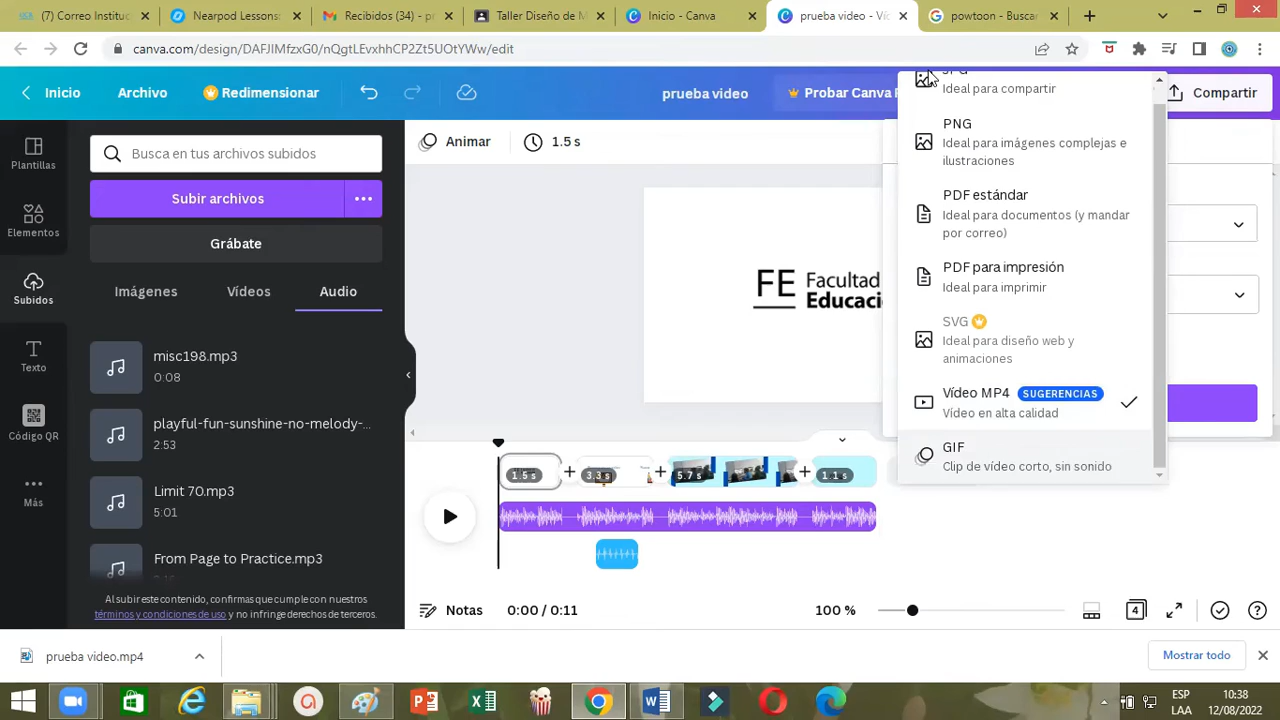 Correo Institu
Nearpod Lessons:
Recibidos (34) - p
Taller Diseño de M
Inicio - Canva
prueba video - Ví
powtoon - Buscar
canva.com/design/DAFJIMfzxG0/nQgtLEvxhhCP2Zt5UOtYWw/edit
Inicio
Archivo
Redimensionar
prueba video
Probar Canva
Compartir
Plantillas
Elementos
Subidos
Texto
Código QR
Más
Busca en tus archivos subidos
Subir archivos
Grábate
Imágenes
Vídeos
Audio
misc198.mp3
0:08
playful-fun-sunshine-no-melody-...
2:53
Limit 70.mp3
5:01
From Page to Practice.mp3
Al subir este contenido, confirmas que cumple con nuestros
términos y condiciones de uso y no infringe derechos de terceros.
Animar
1.5 s
FE Facultad
Educaci
JPG
Ideal para compartir
PNG
Ideal para imágenes complejas e
ilustraciones
PDF estándar
Ideal para documentos (y mandar
por correo)
PDF para impresión
Ideal para imprimir
SVG
Ideal para diseño web y
animaciones
Vídeo MP4 SUGERENCIAS
Vídeo en alta calidad
GIF
Clip de vídeo corto, sin sonido
1.5 s
3.3 s
5.7 s
1.1 s
Notas
0:00 / 0:11
100 %
4
prueba video.mp4
Mostrar todo
ESP
LAA
10:38
12/08/2022